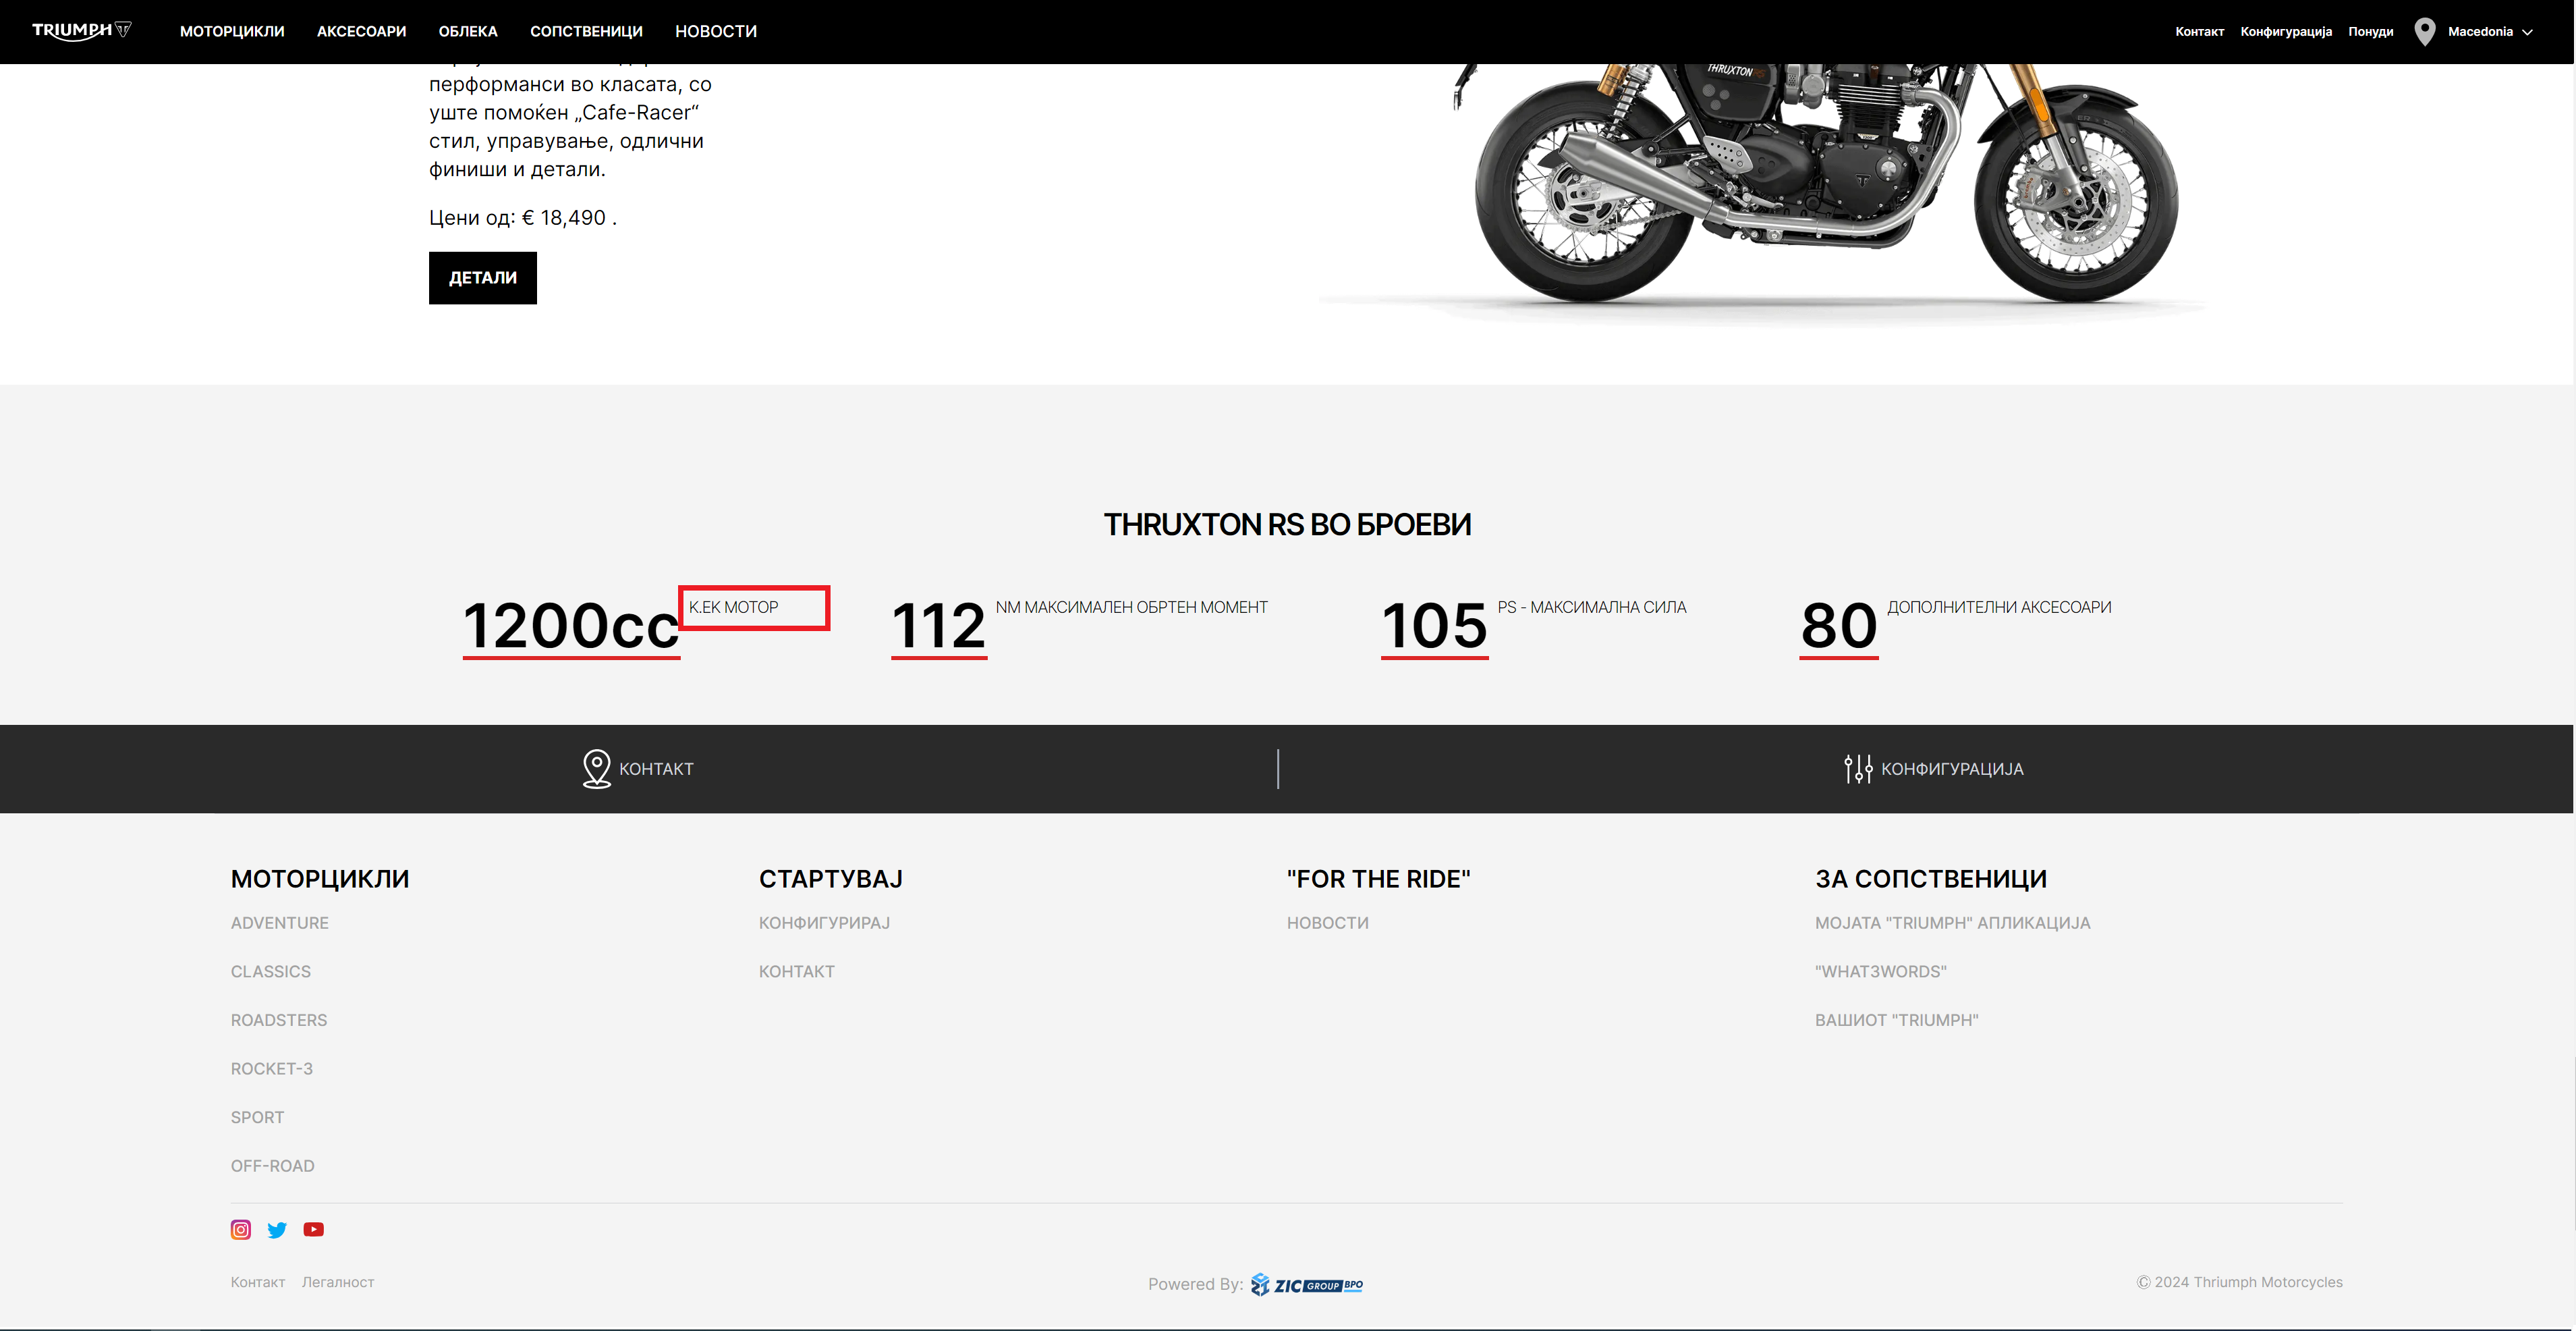 TRIUMPH
МОТОРЦИКЛИ АКСЕСОАРИ ОБЛЕКА СОПСТВЕНИЦИ НОВОСТИ
Контакт Конфигурација Понуди Macedonia
перформанси во класата, со
уште помоќен „Cafe-Racer“
стил, управување, одлични
финиши и детали.
Цени од: € 18,490 .
ДЕТАЛИ
THRUXTON RS
THRUXTON RS ВО БРОЕВИ
1200cc К.ЕК МОТОР
112 NM МАКСИМАЛЕН ОБРТЕН МОМЕНТ
105 PS - МАКСИМАЛНА СИЛА
80 ДОПОЛНИТЕЛНИ АКСЕСОАРИ
КОНТАКТ
КОНФИГУРАЦИЈА
МОТОРЦИКЛИ
ADVENTURE
CLASSICS
ROADSTERS
ROCKET-3
SPORT
OFF-ROAD
СТАРТУВАЈ
КОНФИГУРИРАЈ
КОНТАКТ
"FOR THE RIDE"
НОВОСТИ
ЗА СОПСТВЕНИЦИ
МОЈАТА "TRIUMPH" АПЛИКАЦИЈА
"WHAT3WORDS"
ВАШИОТ "TRIUMPH"
Контакт Легалност
Powered By: ZIC GROUP BPO
© 2024 Thriumph Motorcycles